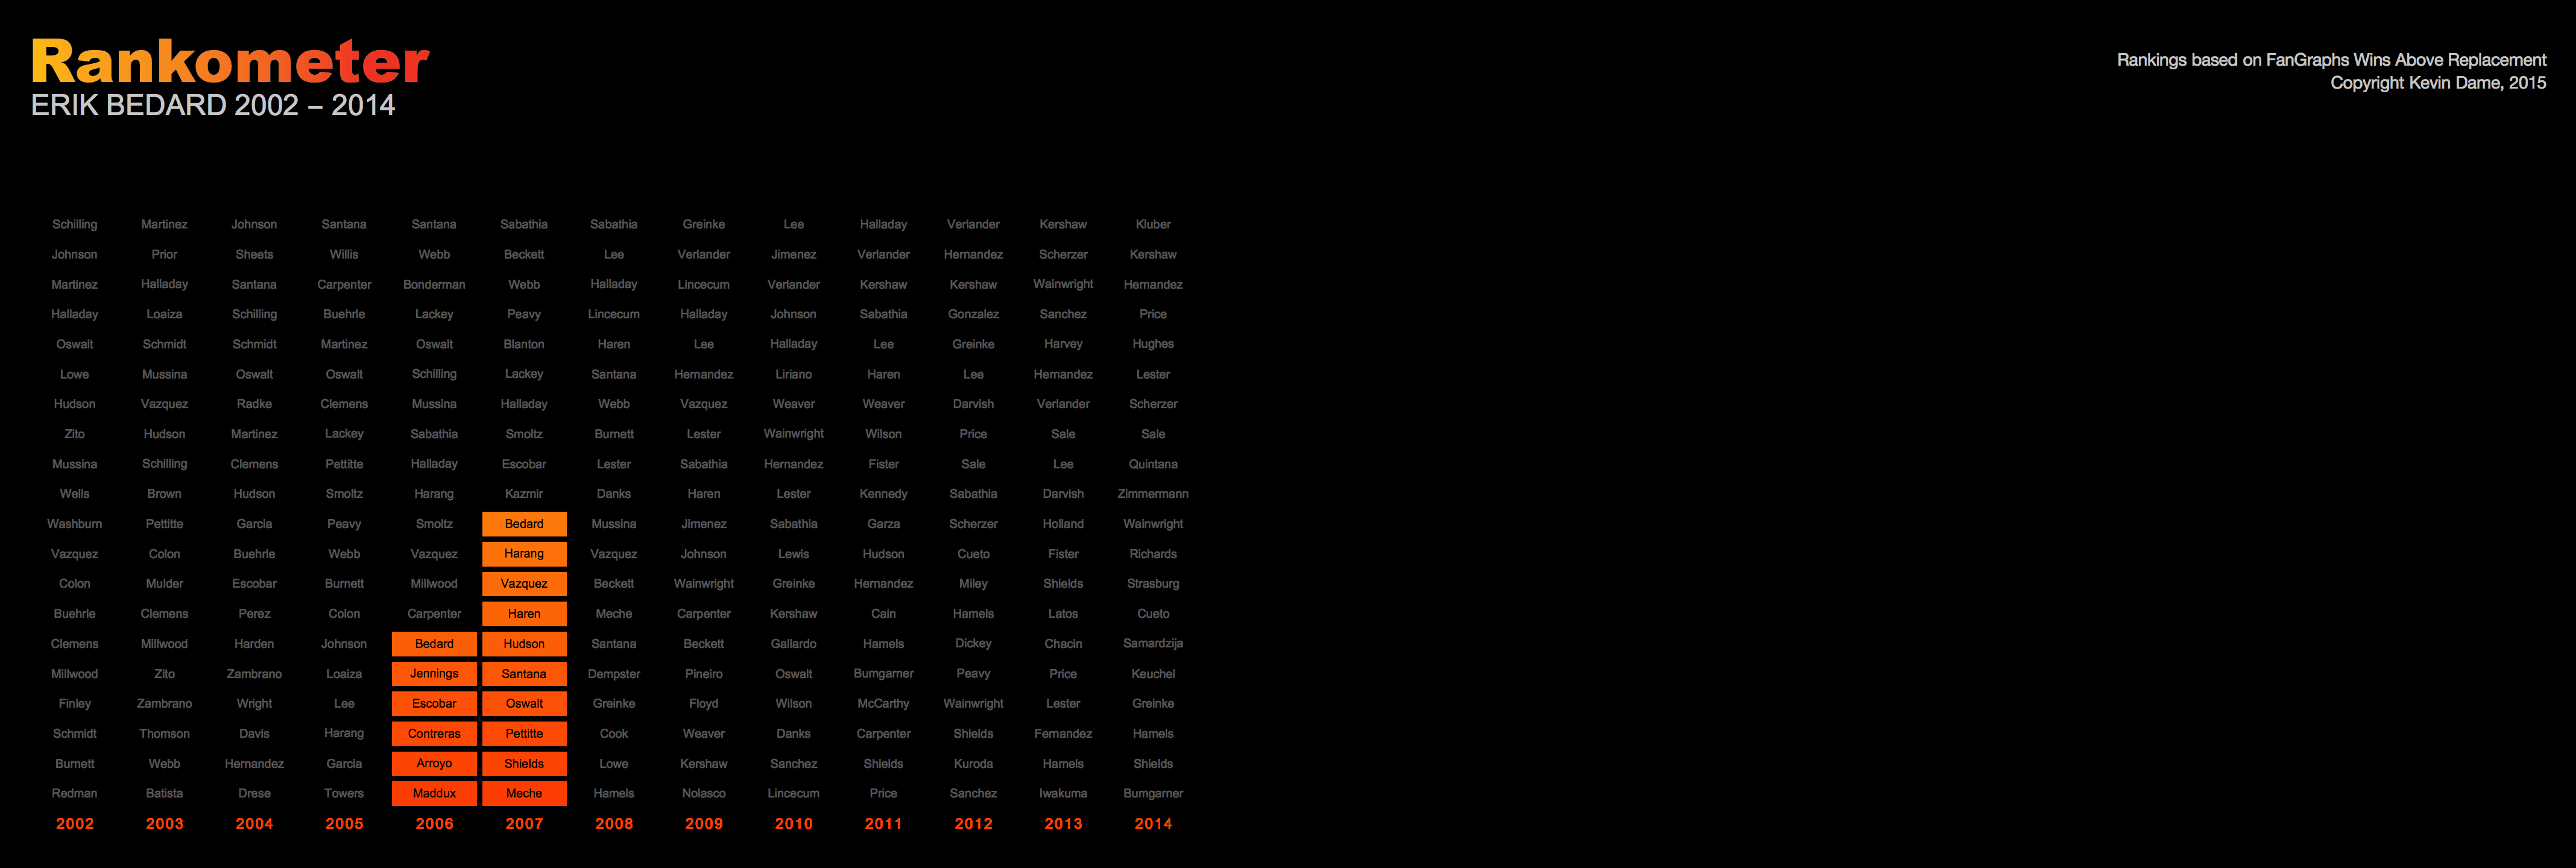 Rankometer
ERIK BEDARD 2002 – 2014
Rankings based on FanGraphs Wins Above Replacement
Copyright Kevin Dame, 2015
Schilling Martinez Johnson Santana Santana Sabathia Sabathia Greinke Lee Halladay Verlander Kershaw Kluber
Johnson Prior Sheets Willis Webb Beckett Lee Verlander Jimenez Verlander Hernandez Scherzer Kershaw
Martinez Halladay Santana Carpenter Bonderman Webb Halladay Lincecum Verlander Kershaw Kershaw Wainwright Hernandez
Halladay Loaiza Schilling Buehrle Lackey Peavy Lincecum Halladay Johnson Sabathia Gonzalez Sanchez Price
Oswalt Schmidt Schmidt Martinez Oswalt Blanton Haren Lee Halladay Lee Greinke Harvey Hughes
Lowe Mussina Oswalt Oswalt Schilling Lackey Santana Hernandez Liriano Haren Lee Hernandez Lester
Hudson Vazquez Radke Clemens Mussina Halladay Webb Vazquez Weaver Weaver Darvish Verlander Scherzer
Zito Hudson Martinez Lackey Sabathia Smoltz Burnett Lester Wainwright Wilson Price Sale Sale
Mussina Schilling Clemens Pettitte Halladay Escobar Lester Sabathia Hernandez Fister Sale Lee Quintana
Wells Brown Hudson Smoltz Harang Kazmir Danks Haren Lester Kennedy Sabathia Darvish Zimmermann
Washburn Pettitte Garcia Peavy Smoltz Bedard Mussina Jimenez Sabathia Garza Scherzer Holland Wainwright
Vazquez Colon Buehrle Webb Vazquez Harang Vazquez Johnson Lewis Hudson Cueto Fister Richards
Colon Mulder Escobar Burnett Millwood Vazquez Beckett Wainwright Greinke Hernandez Miley Shields Strasburg
Buehrle Clemens Perez Colon Carpenter Haren Meche Carpenter Kershaw Cain Hamels Latos Cueto
Clemens Millwood Harden Johnson Bedard Hudson Santana Beckett Gallardo Hamels Dickey Chacin Samardzija
Millwood Zito Zambrano Loaiza Jennings Santana Dempster Pineiro Oswalt Bumgarner Peavy Price Keuchel
Finley Zambrano Wright Lee Escobar Oswalt Greinke Floyd Wilson McCarthy Wainwright Lester Greinke
Schmidt Thomson Davis Harang Contreras Pettitte Cook Weaver Danks Carpenter Shields Fernandez Hamels
Burnett Webb Hernandez Garcia Arroyo Shields Lowe Kershaw Sanchez Shields Kuroda Hamels Shields
Redman Batista Drese Towers Maddux Meche Hamels Nolasco Lincecum Price Sanchez Iwakuma Bumgarner
2002 2003 2004 2005 2006 2007 2008 2009 2010 2011 2012 2013 2014